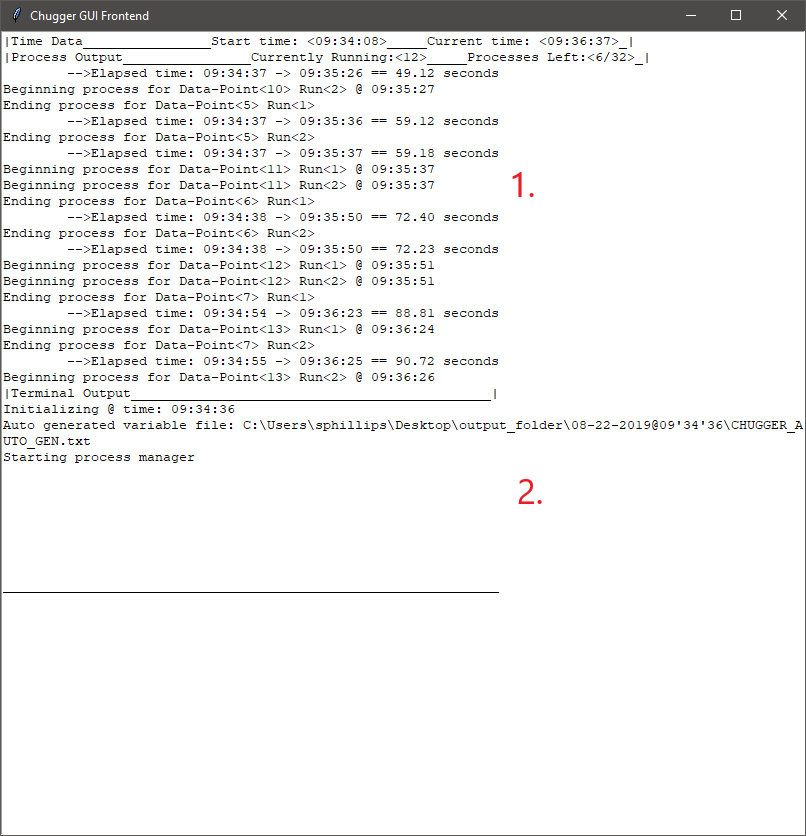 Chugger GUI Frontend
|Time Data________________Start time: <09:34:08>_____Current time: <09:36:37>_|
|Process Output________________Currently Running:<12>_____Processes Left:<6/32>_|
-->Elapsed time: 09:34:37 -> 09:35:26 == 49.12 seconds
Beginning process for Data-Point<10> Run<2> @ 09:35:27
Ending process for Data-Point<5> Run<1>
-->Elapsed time: 09:34:37 -> 09:35:36 == 59.12 seconds
Ending process for Data-Point<5> Run<2>
-->Elapsed time: 09:34:37 -> 09:35:37 == 59.18 seconds
Beginning process for Data-Point<11> Run<1> @ 09:35:37
Beginning process for Data-Point<11> Run<2> @ 09:35:37
1.
Ending process for Data-Point<6> Run<1>
-->Elapsed time: 09:34:38 -> 09:35:50 == 72.40 seconds
Ending process for Data-Point<6> Run<2>
-->Elapsed time: 09:34:38 -> 09:35:50 == 72.23 seconds
Beginning process for Data-Point<12> Run<1> @ 09:35:51
Beginning process for Data-Point<12> Run<2> @ 09:35:51
Ending process for Data-Point<7> Run<1>
-->Elapsed time: 09:34:54 -> 09:36:23 == 88.81 seconds
Beginning process for Data-Point<13> Run<1> @ 09:36:24
Ending process for Data-Point<7> Run<2>
-->Elapsed time: 09:34:55 -> 09:36:25 == 90.72 seconds
Beginning process for Data-Point<13> Run<2> @ 09:36:26
|Terminal Output_____________________________________________|
Initializing @ time: 09:34:36
Auto generated variable file: C:\Users\sphillips\Desktop\output_folder\08-22-2019@09'34'36\CHUGGER_A
UTO_GEN.txt
Starting process manager
2.
______________________________________________________________